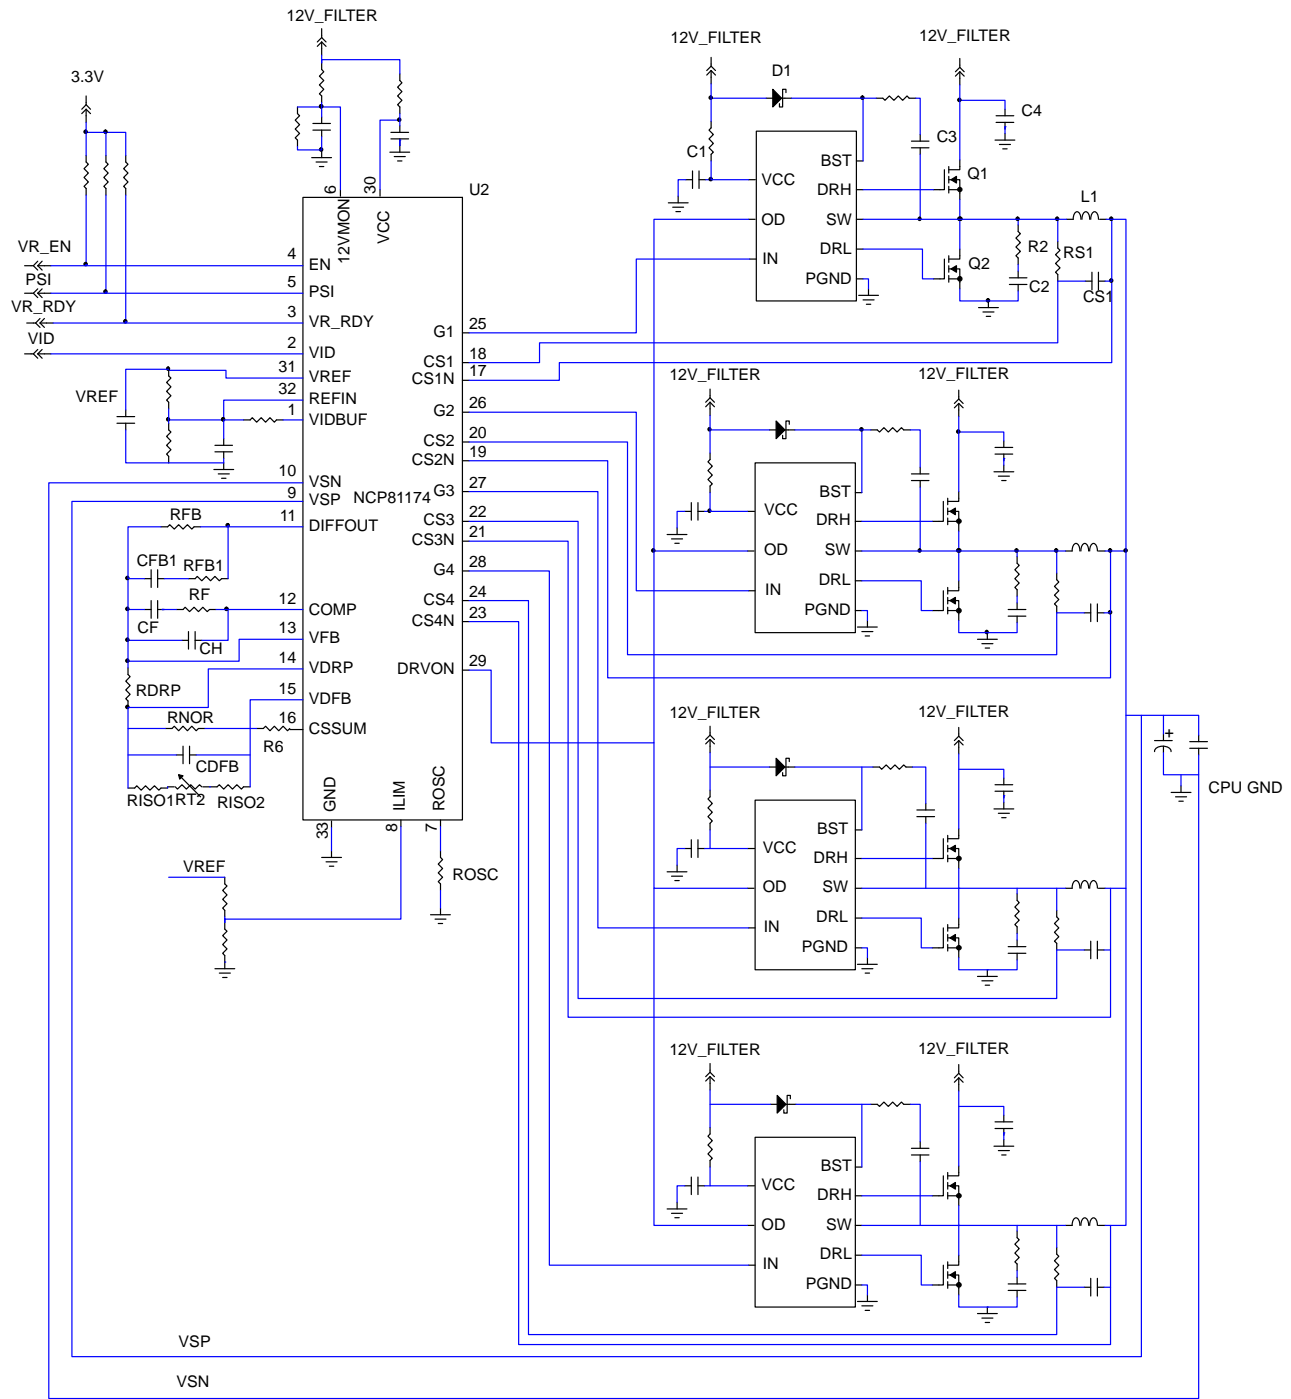 12V_FILTER
3.3V
6
30
U2
12VMON
VCC
VR_EN
4
EN
PSI
5
PSI
VR_RDY
3
VR_RDY
VID
2
VID
31
VREF
VREF
32
REFIN
1
VIDBUF
10
VSN
9
VSP
NCP81174
RFB
11
DIFFOUT
CFB1
RFB1
RF
12
COMP
CF
CH
13
VFB
14
VDRP
RDRP
15
VDFB
RNOR
16
CSSUM
R6
CDFB
RISO1
RT2
RISO2
GND
ILIM
ROSC
33
8
7
VREF
ROSC
G1
25
CS1
18
CS1N
17
G2
26
CS2
20
CS2N
19
G3
27
CS3
22
CS3N
21
G4
28
CS4
24
CS4N
23
DRVON
29
12V_FILTER
12V_FILTER
D1
C4
C1
C3
BST
VCC
DRH
Q1
OD
SW
L1
DRL
R2
RS1
IN
Q2
PGND
C2
CS1
12V_FILTER
12V_FILTER
BST
VCC
DRH
OD
SW
DRL
IN
PGND
12V_FILTER
12V_FILTER
BST
VCC
DRH
OD
SW
DRL
IN
PGND
+
CPU GND
12V_FILTER
12V_FILTER
BST
VCC
DRH
OD
SW
DRL
IN
PGND
VSP
VSN